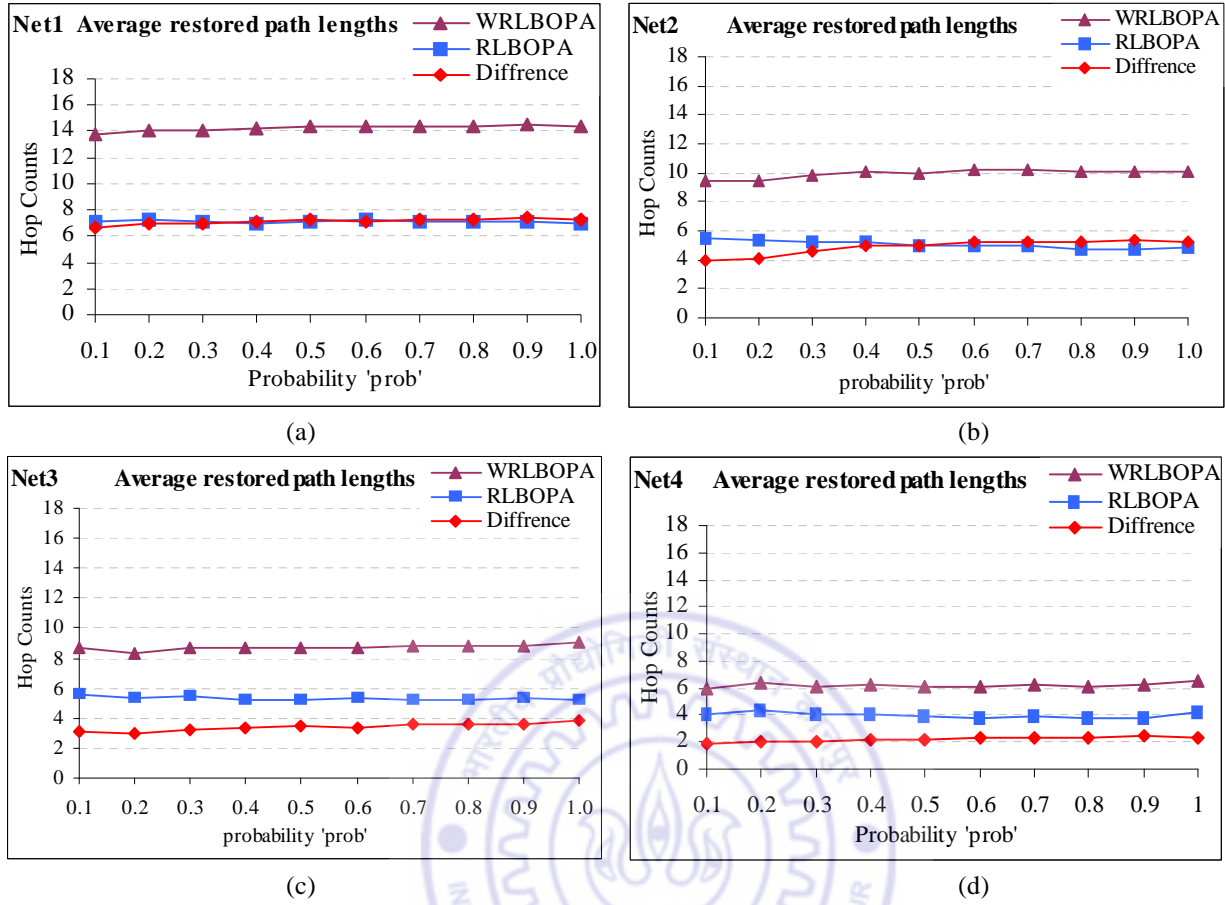 Net1 Average restored path lengths
WRLBOPA
RLBOPA
Diffrence
18
16
14
12
10
8
6
4
2
0
Hop Counts
0.1 0.2 0.3 0.4 0.5 0.6 0.7 0.8 0.9 1.0
Probability 'prob'
(a)
Net2 Average restored path lengths
WRLBOPA
RLBOPA
Diffrence
18
16
14
12
10
8
6
4
2
0
Hop Counts
0.1 0.2 0.3 0.4 0.5 0.6 0.7 0.8 0.9 1.0
probability 'prob'
(b)
Net3 Average restored path lengths
WRLBOPA
RLBOPA
Diffrence
18
16
14
12
10
8
6
4
2
0
Hop Counts
0.1 0.2 0.3 0.4 0.5 0.6 0.7 0.8 0.9 1.0
probability 'prob'
(c)
Net4 Average restored path lengths
WRLBOPA
RLBOPA
Diffrence
18
16
14
12
10
8
6
4
2
0
Hop Counts
0.1 0.2 0.3 0.4 0.5 0.6 0.7 0.8 0.9 1
Probability 'prob'
(d)
भारतीय प्रौद्योगिकी संस्थान